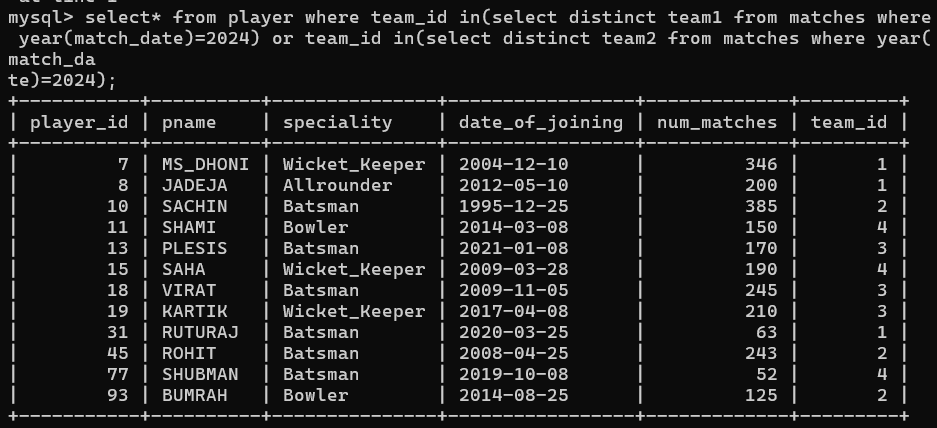 at line 1
mysql> select* from player where team_id in(select distinct team1 from matches where
 year(match_date)=2024) or team_id in(select distinct team2 from matches where year(
match_da
te)=2024);
+-----------+----------+---------------+-----------------+-------------+---------+
| player_id | pname    | speciality    | date_of_joining | num_matches | team_id |
+-----------+----------+---------------+-----------------+-------------+---------+
|         7 | MS_DHONI | Wicket_Keeper | 2004-12-10      |         346 |       1 |
|         8 | JADEJA   | Allrounder    | 2012-05-10      |         200 |       1 |
|        10 | SACHIN   | Batsman       | 1995-12-25      |         385 |       2 |
|        11 | SHAMI    | Bowler        | 2014-03-08      |         150 |       4 |
|        13 | PLESIS   | Batsman       | 2021-01-08      |         170 |       3 |
|        15 | SAHA     | Wicket_Keeper | 2009-03-28      |         190 |       4 |
|        18 | VIRAT    | Batsman       | 2009-11-05      |         245 |       3 |
|        19 | KARTIK   | Wicket_Keeper | 2017-04-08      |         210 |       3 |
|        31 | RUTURAJ  | Batsman       | 2020-03-25      |          63 |       1 |
|        45 | ROHIT    | Batsman       | 2008-04-25      |         243 |       2 |
|        77 | SHUBMAN  | Batsman       | 2019-10-08      |          52 |       4 |
|        93 | BUMRAH   | Bowler        | 2014-08-25      |         125 |       2 |
+-----------+----------+---------------+-----------------+-------------+---------+